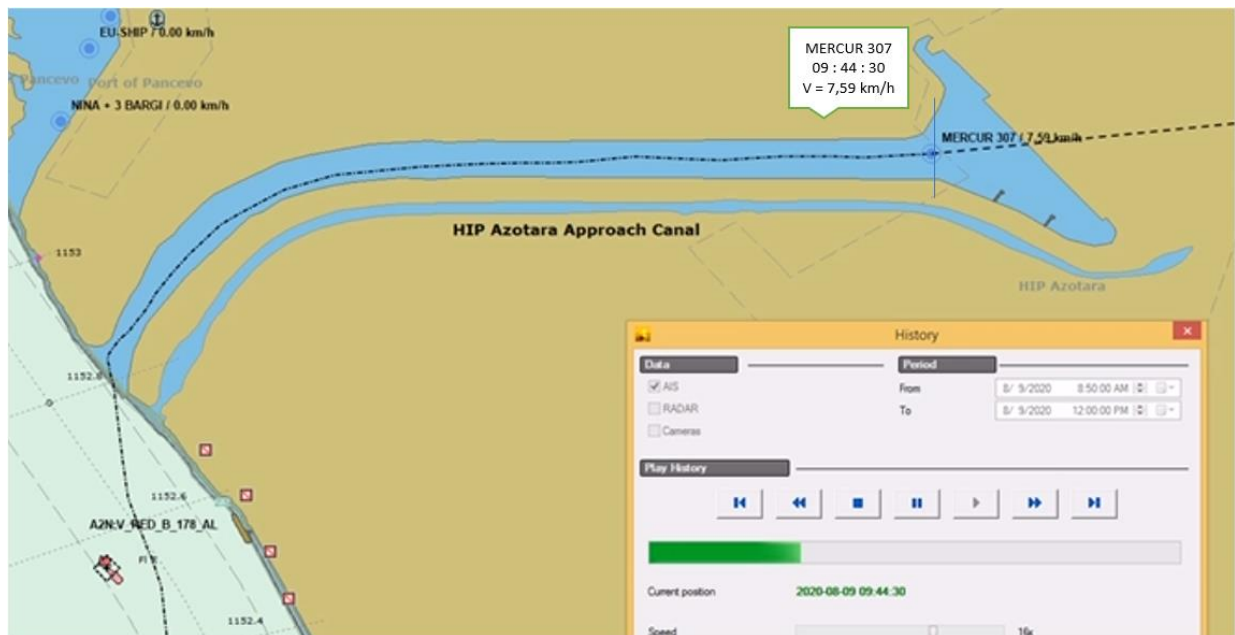 EU-SHIP / 0.00 km/h
Pancevo
Port of Pancevo
NINA + 3 BARGI / 0.00 km/h
MERCUR 307
09 : 44 : 30
V = 7,59 km/h
MERCUR 307 / 7.59 km/h
HIP Azotara Approach Canal
1153
HIP Azotara
1152.8
1152.6
A2N:V_RED_B_178_AL
1152.4
History
Data
Period
AIS
From
8/ 9/2020 8:50:00 AM
RADAR
To
8/ 9/2020 12:00:00 PM
Cameras
Play History
Current position
2020-08-09 09:44:30
Speed
16x